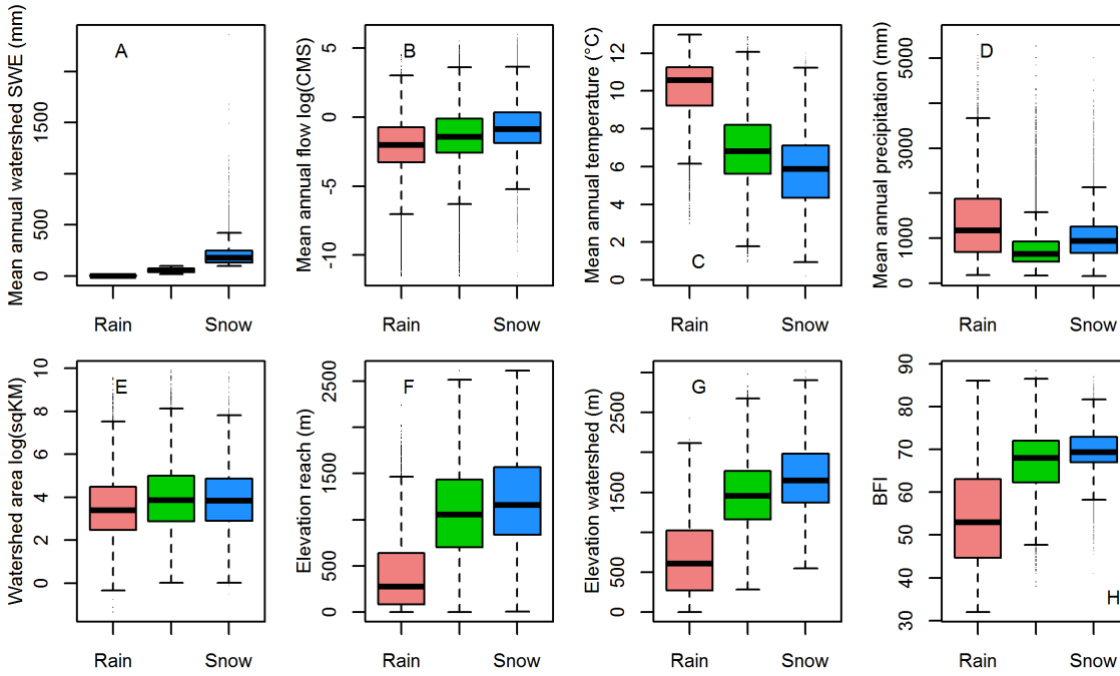 Mean annual watershed SWE (mm)
1500
500
0
A
Rain
Snow
Mean annual flow log(CMS)
5
0
-5
-10
B
Rain
Snow
Mean annual temperature (°C)
12
10
8
6
4
2
0
C
Rain
Snow
Mean annual precipitation (mm)
5000
3000
1000
0
D
Rain
Snow
Watershed area log(sqKM)
10
8
6
4
2
0
E
Rain
Snow
Elevation reach (m)
2500
1500
500
0
F
Rain
Snow
Elevation watershed (m)
2500
1500
500
0
G
Rain
Snow
BFI
90
80
70
60
50
40
30
H
Rain
Snow